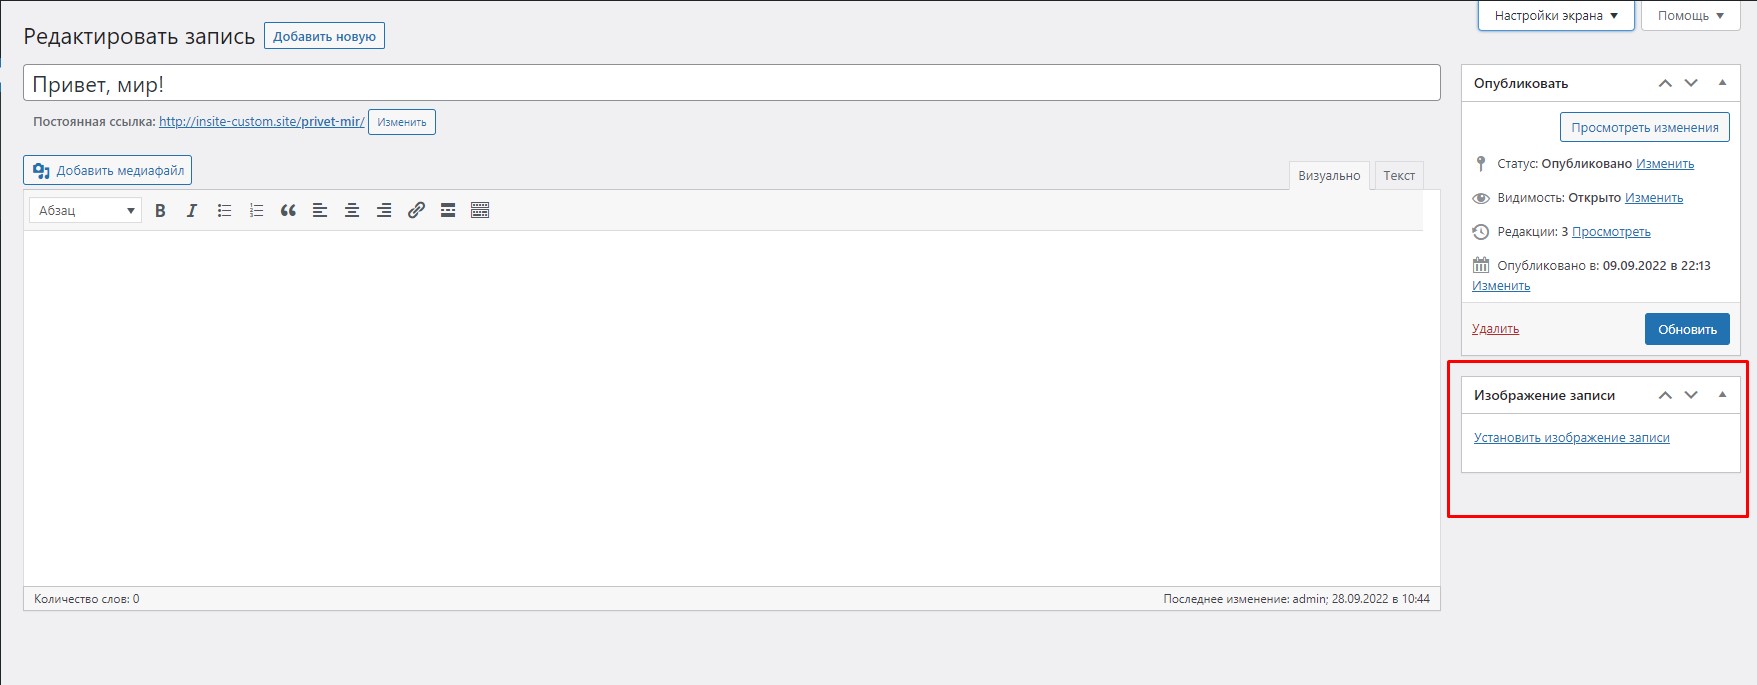 Настройки экрана
Помощь
Редактировать запись Добавить новую
Привет, мир!
Постоянная ссылка: http://insite-custom.site/privet-mir/ Изменить
Добавить медиафайл
Визуально Текст
Абзац
Количество слов: 0
Последнее изменение: admin; 28.09.2022 в 10:44
Опубликовать
Просмотреть изменения
Статус: Опубликовано Изменить
Видимость: Открыто Изменить
Редакции: 3 Просмотреть
Опубликовано в: 09.09.2022 в 22:13
Изменить
Удалить
Обновить
Изображение записи
Установить изображение записи